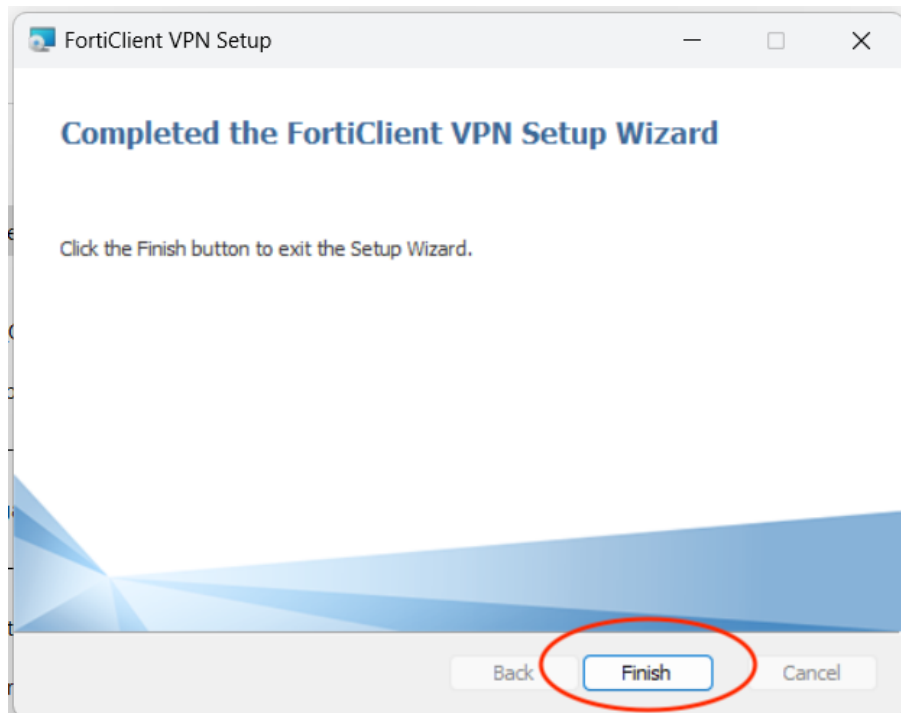 FortiClient VPN Setup
Completed the FortiClient VPN Setup Wizard
Click the Finish button to exit the Setup Wizard.
Back Finish Cancel